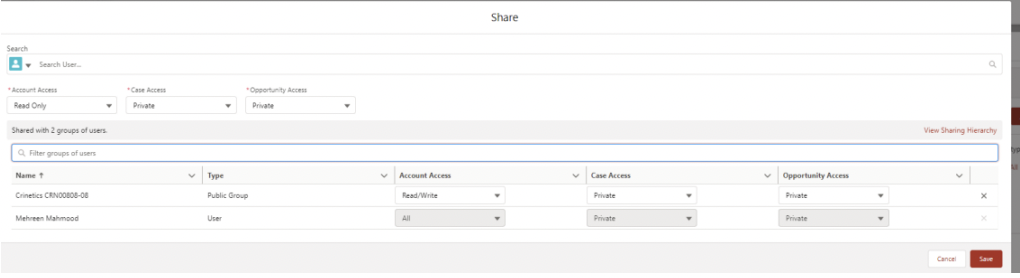 Share
Search
Search User...
*Account Access *Case Access *Opportunity Access
Read Only Private Private
Shared with 2 groups of users. View Sharing Hierarchy
Filter groups of users
Name ↑ Type Account Access Case Access Opportunity Access
Crinetics CRN00808-08 Public Group Read/Write Private Private
Mehreen Mahmood User All Private Private
Cancel Save